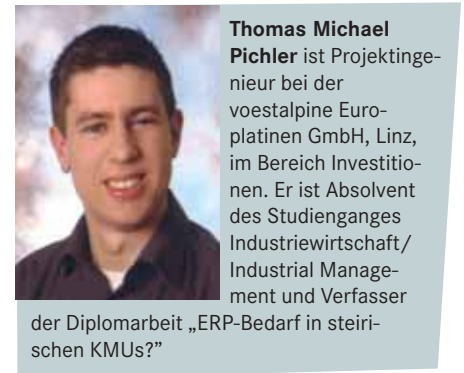 Thomas Michael
Pichler ist Projektinge-
nieur bei der
voestalpine Euro-
platinen GmbH, Linz,
im Bereich Investitio-
nen. Er ist Absolvent
des Studienganges
Industriewirtschaft/
Industrial Manage-
ment und Verfasser
der Diplomarbeit „ERP-Bedarf in steiri-
schen KMUs?”